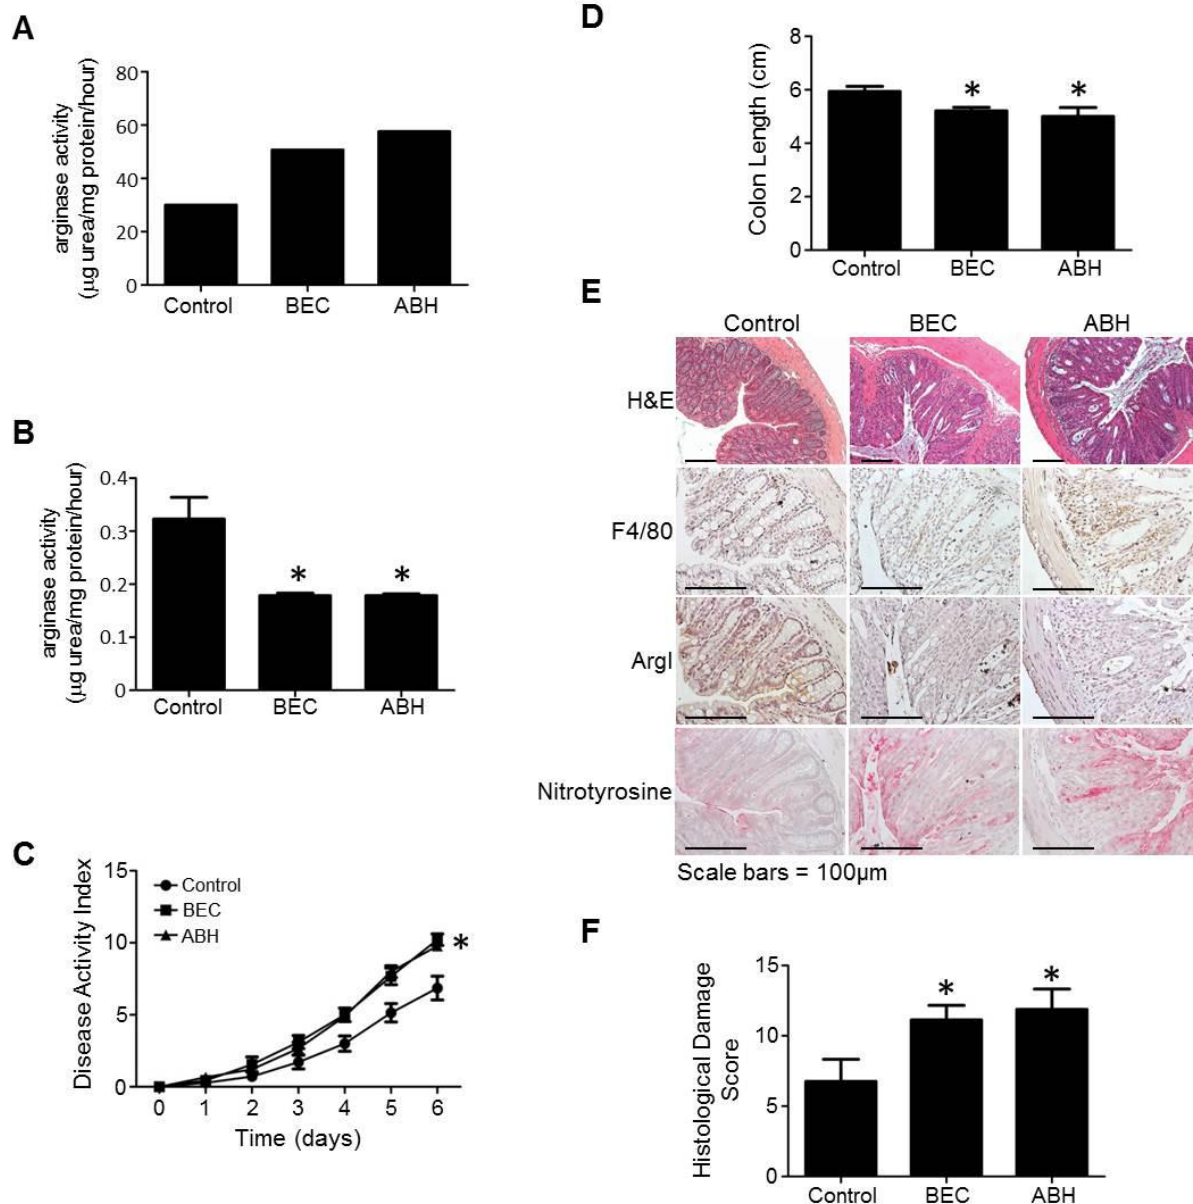 A
arginase activity
(µg urea/mg protein/hour)
80
60
40
20
0
Control BEC ABH
B
arginase activity
(µg urea/mg protein/hour)
0.4
0.3
0.2
0.1
0
* *
Control BEC ABH
C
Disease Activity Index
15
10
5
0
Control
BEC
ABH
*
0 1 2 3 4 5 6
Time (days)
D
Colon Length (cm)
8
6
4
2
0
* *
Control BEC ABH
E
Control BEC ABH
H&E
F4/80
ArgI
Nitrotyrosine
Scale bars = 100µm
F
Histological Damage
Score
15
10
5
0
* *
Control BEC ABH